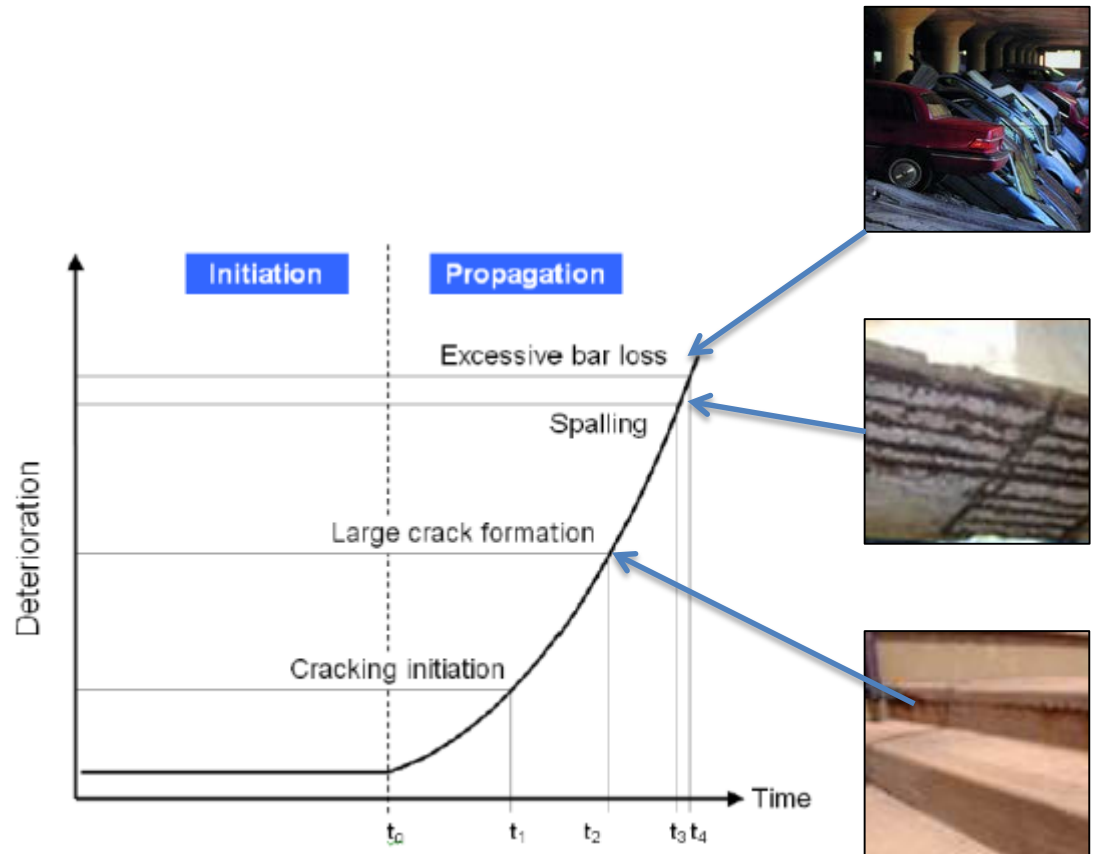 Initiation
Propagation
Excessive bar loss
Spalling
Large crack formation
Cracking initiation
Deterioration
Time
t₀ t₁ t₂ t₃ t₄